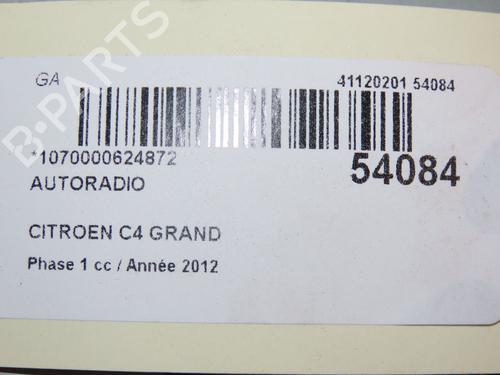 GA
41120201 54084
*1070000624872
54084
AUTORADIO
CITROEN C4 GRAND
Phase 1 cc / Année 2012
B-PARTS